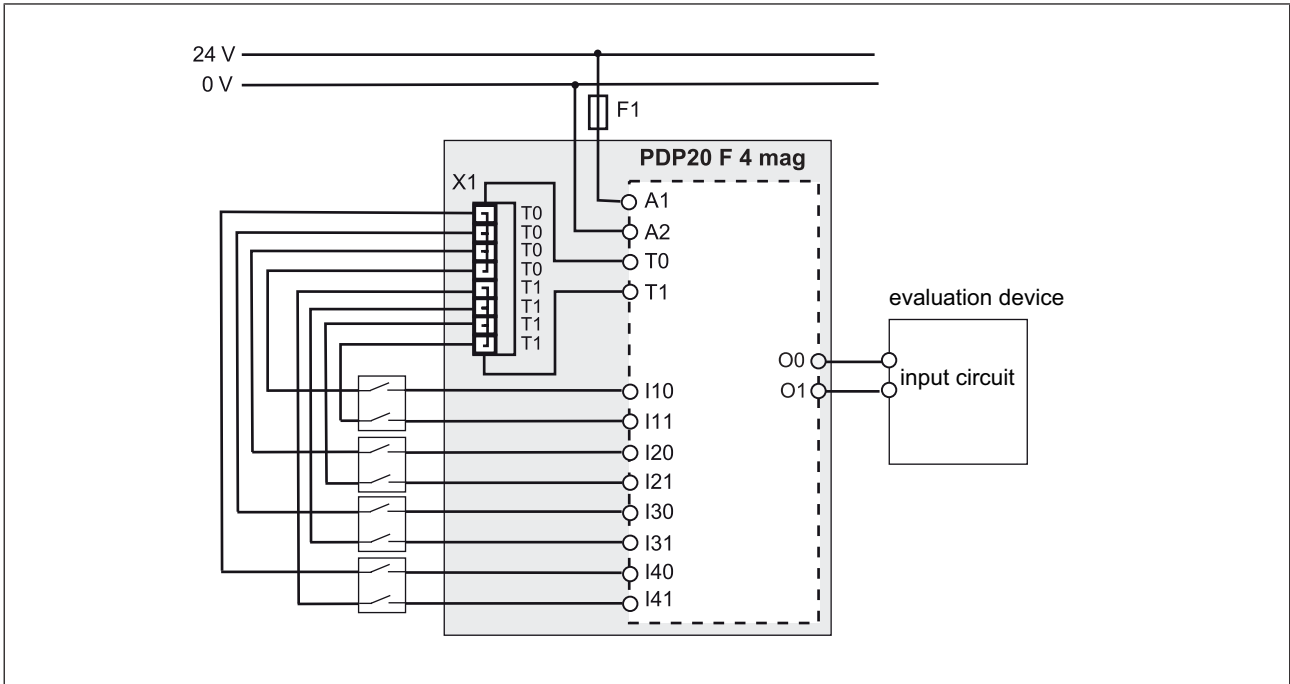 24 V
0 V
F1
PDP20 F 4 mag
X1
T0
T0
T0
T0
T1
T1
T1
T1
A1
A2
T0
T1
evaluation device
input circuit
O0
O1
I10
I11
I20
I21
I30
I31
I40
I41